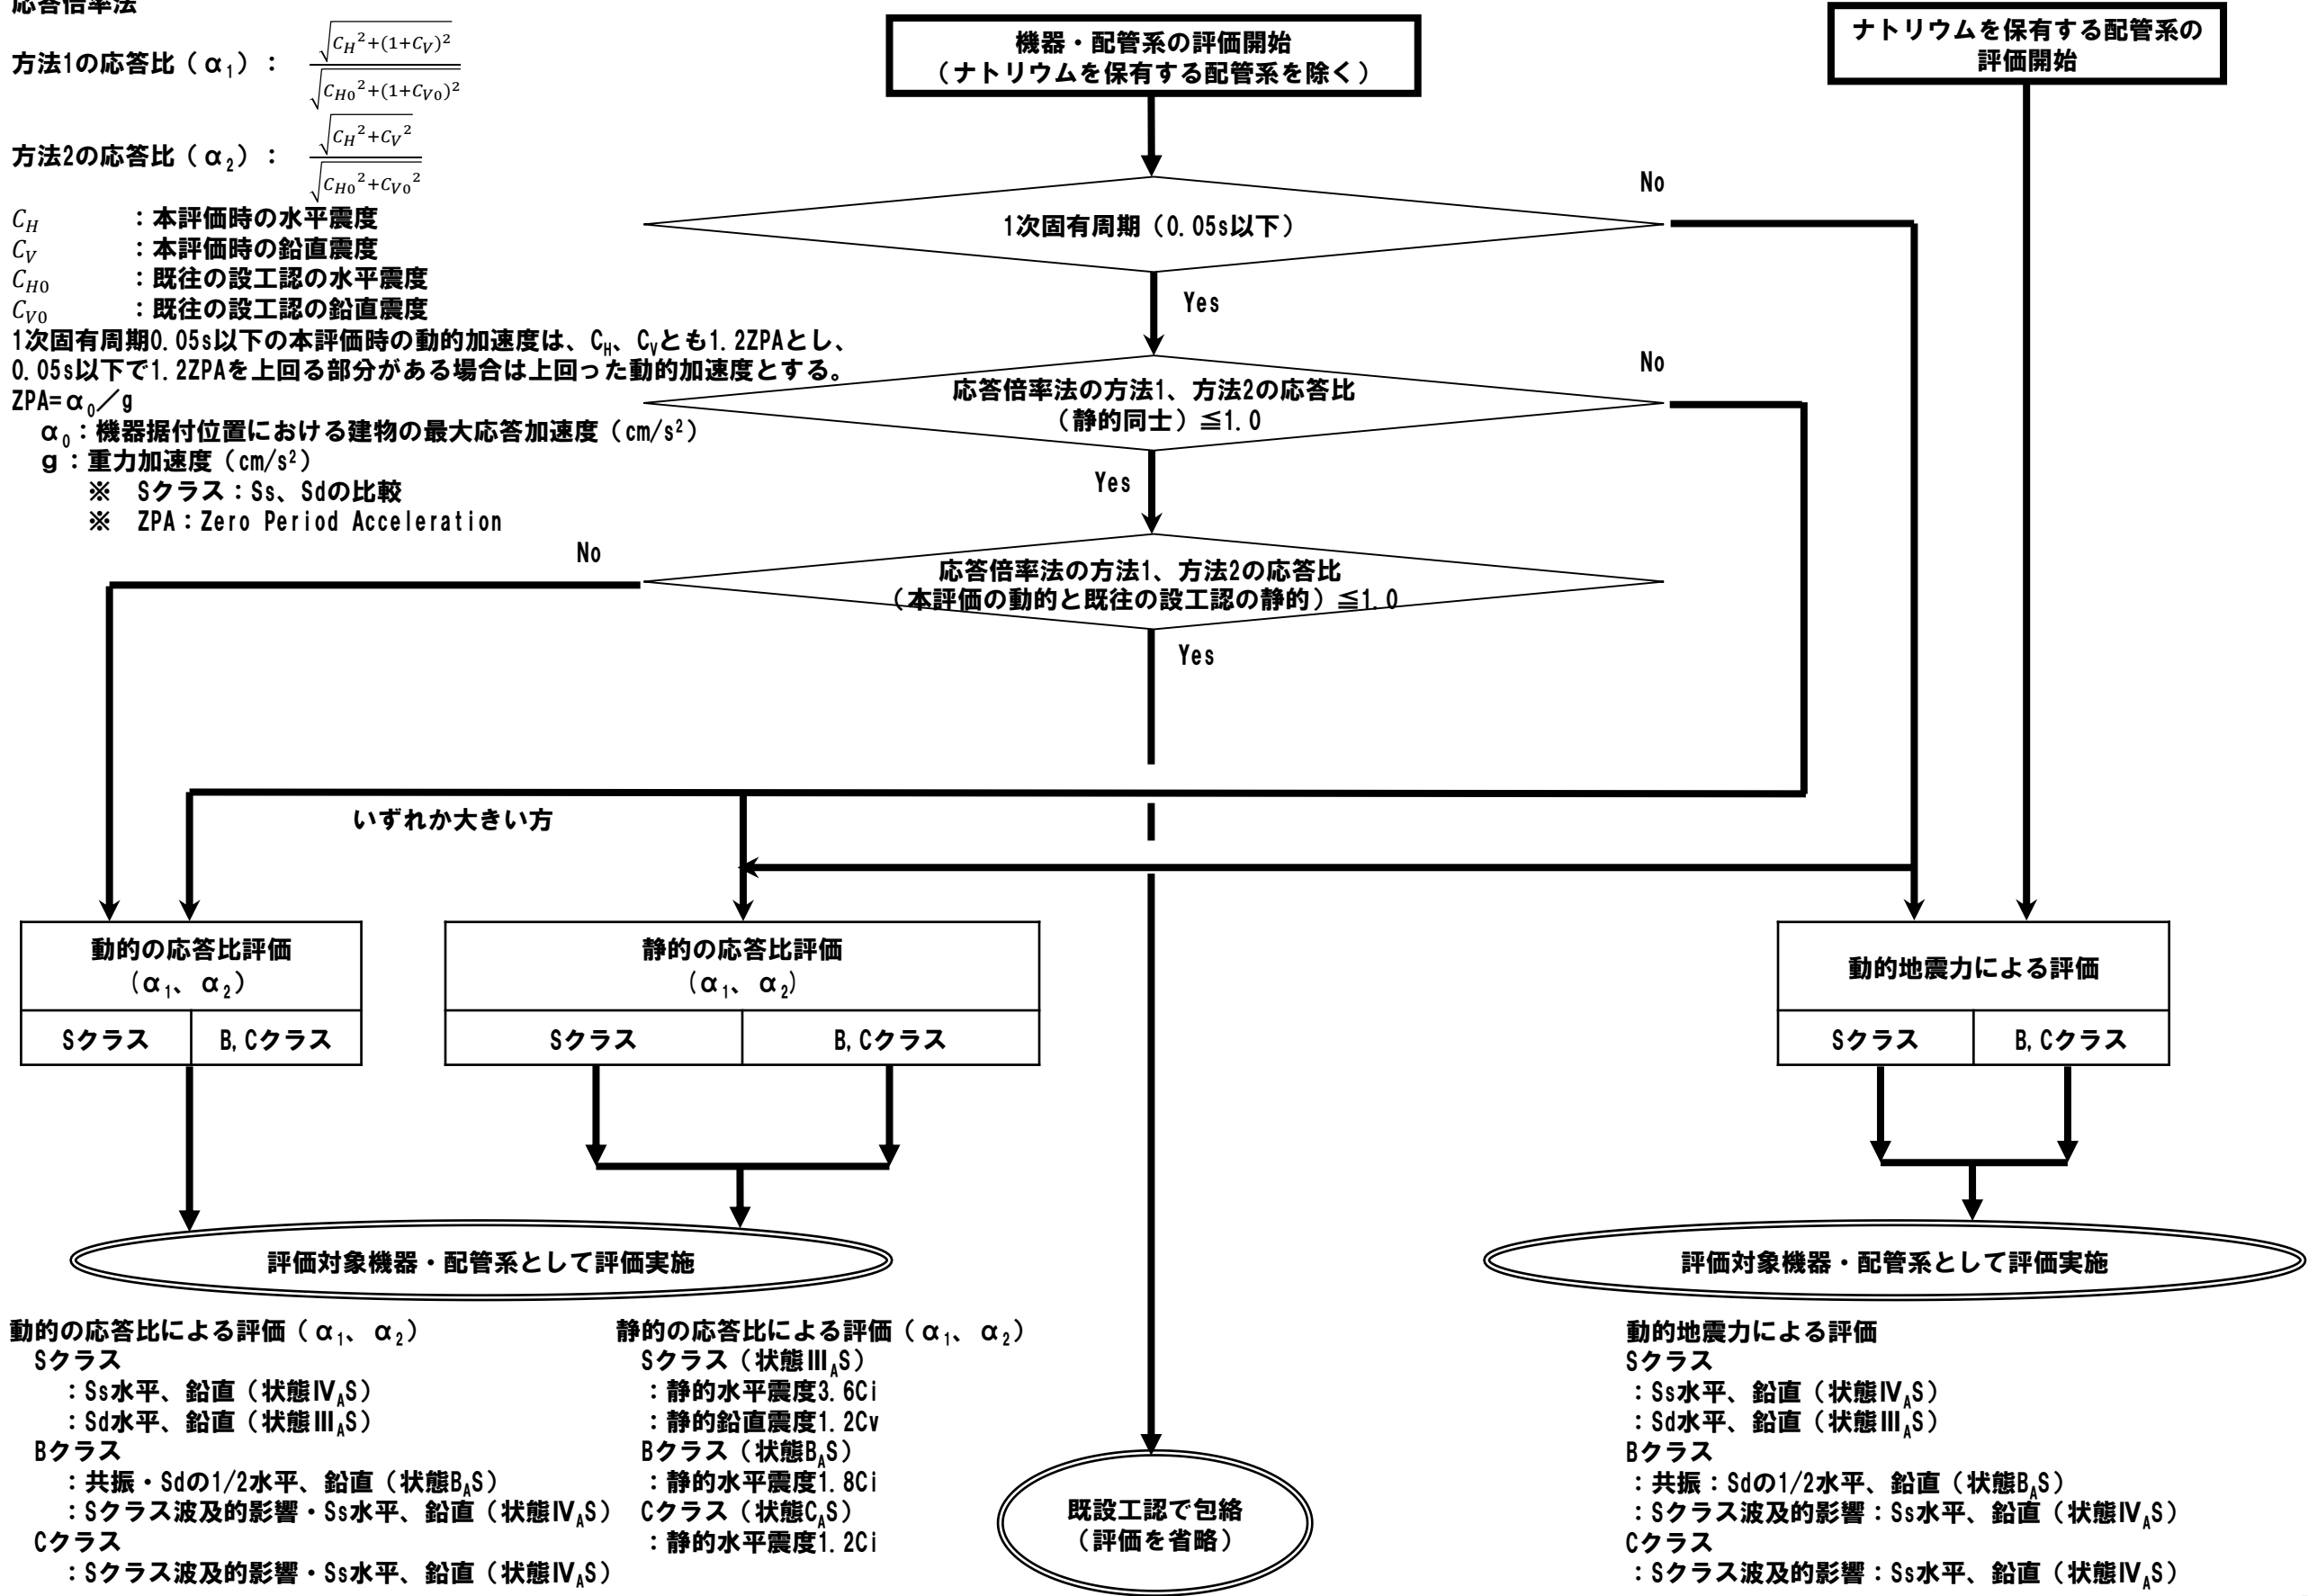 応答倍率法
方法1の応答比（α₁）： √(C_H²+(1+C_V)²) / √(C_H0²+(1+C_V0)²)
方法2の応答比（α₂）： √(C_H²+C_V²) / √(C_H0²+C_V0²)
C_H ：本評価時の水平震度
C_V ：本評価時の鉛直震度
C_H0 ：既往の設工認の水平震度
C_V0 ：既往の設工認の鉛直震度
1次固有周期0.05s以下の本評価時の動的加速度は、C_H、C_Vとも1.2ZPAとし、
0.05s以下で1.2ZPAを上回る部分がある場合は上回った動的加速度とする。
ZPA=α₀／g
α₀：機器据付位置における建物の最大応答加速度（cm/s²）
g：重力加速度（cm/s²）
※ Sクラス：Ss、Sdの比較
※ ZPA：Zero Period Acceleration
機器・配管系の評価開始
（ナトリウムを保有する配管系を除く）
ナトリウムを保有する配管系の
評価開始
1次固有周期（0.05s以下）
No
Yes
応答倍率法の方法1、方法2の応答比
（静的同士）≦1.0
No
Yes
応答倍率法の方法1、方法2の応答比
（本評価の動的と既往の設工認の静的）≦1.0
No
Yes
いずれか大きい方
動的の応答比評価
（α₁、α₂）
Sクラス
B,Cクラス
静的の応答比評価
（α₁、α₂）
Sクラス
B,Cクラス
動的地震力による評価
Sクラス
B,Cクラス
評価対象機器・配管系として評価実施
評価対象機器・配管系として評価実施
動的の応答比による評価（α₁、α₂）
Sクラス
：Ss水平、鉛直（状態Ⅳ_AS）
：Sd水平、鉛直（状態Ⅲ_AS）
Bクラス
：共振・Sdの1/2水平、鉛直（状態B_AS）
：Sクラス波及的影響・Ss水平、鉛直（状態Ⅳ_AS）
Cクラス
：Sクラス波及的影響・Ss水平、鉛直（状態Ⅳ_AS）
静的の応答比による評価（α₁、α₂）
Sクラス（状態Ⅲ_AS）
：静的水平震度3.6Ci
：静的鉛直震度1.2Cv
Bクラス（状態B_AS）
：静的水平震度1.8Ci
Cクラス（状態C_AS）
：静的水平震度1.2Ci
既設工認で包絡
（評価を省略）
動的地震力による評価
Sクラス
：Ss水平、鉛直（状態Ⅳ_AS）
：Sd水平、鉛直（状態Ⅲ_AS）
Bクラス
：共振：Sdの1/2水平、鉛直（状態B_AS）
：Sクラス波及的影響：Ss水平、鉛直（状態Ⅳ_AS）
Cクラス
：Sクラス波及的影響：Ss水平、鉛直（状態Ⅳ_AS）